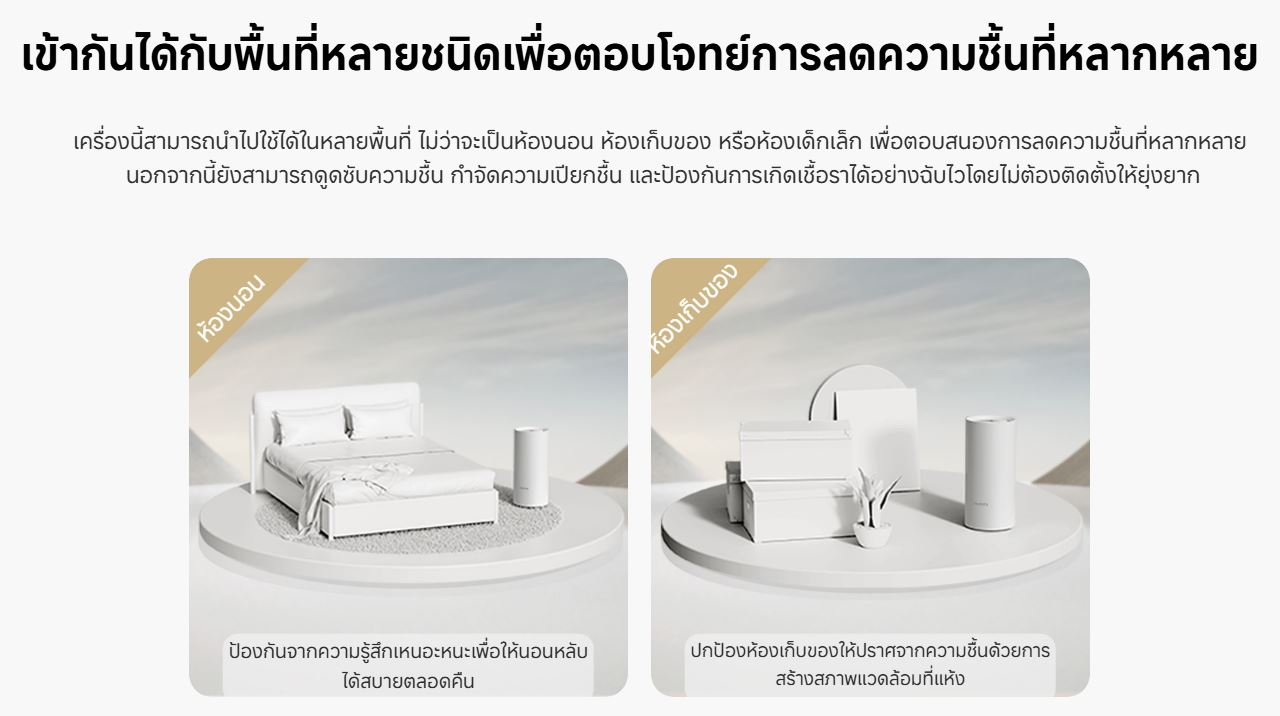 เข้ากันได้กับพื้นที่หลายชนิดเพื่อตอบโจทย์การลดความชื้นที่หลากหลาย
เครื่องนี้สามารถนำไปใช้ได้ในหลายพื้นที่ ไม่ว่าจะเป็นห้องนอน ห้องเก็บของ หรือห้องเด็กเล็ก เพื่อตอบสนองการลดความชื้นที่หลากหลาย
นอกจากนี้ยังสามารถดูดซับความชื้น กำจัดความเปียกชื้น และป้องกันการเกิดเชื้อราได้อย่างฉับไวโดยไม่ต้องติดตั้งให้ยุ่งยาก
ห้องนอน
ป้องกันจากความรู้สึกเหนอะหนะเพื่อให้นอนหลับ
ได้สบายตลอดคืน
ห้องเก็บของ
ปกป้องห้องเก็บของให้ปราศจากความชื้นด้วยการ
สร้างสภาพแวดล้อมที่แห้ง